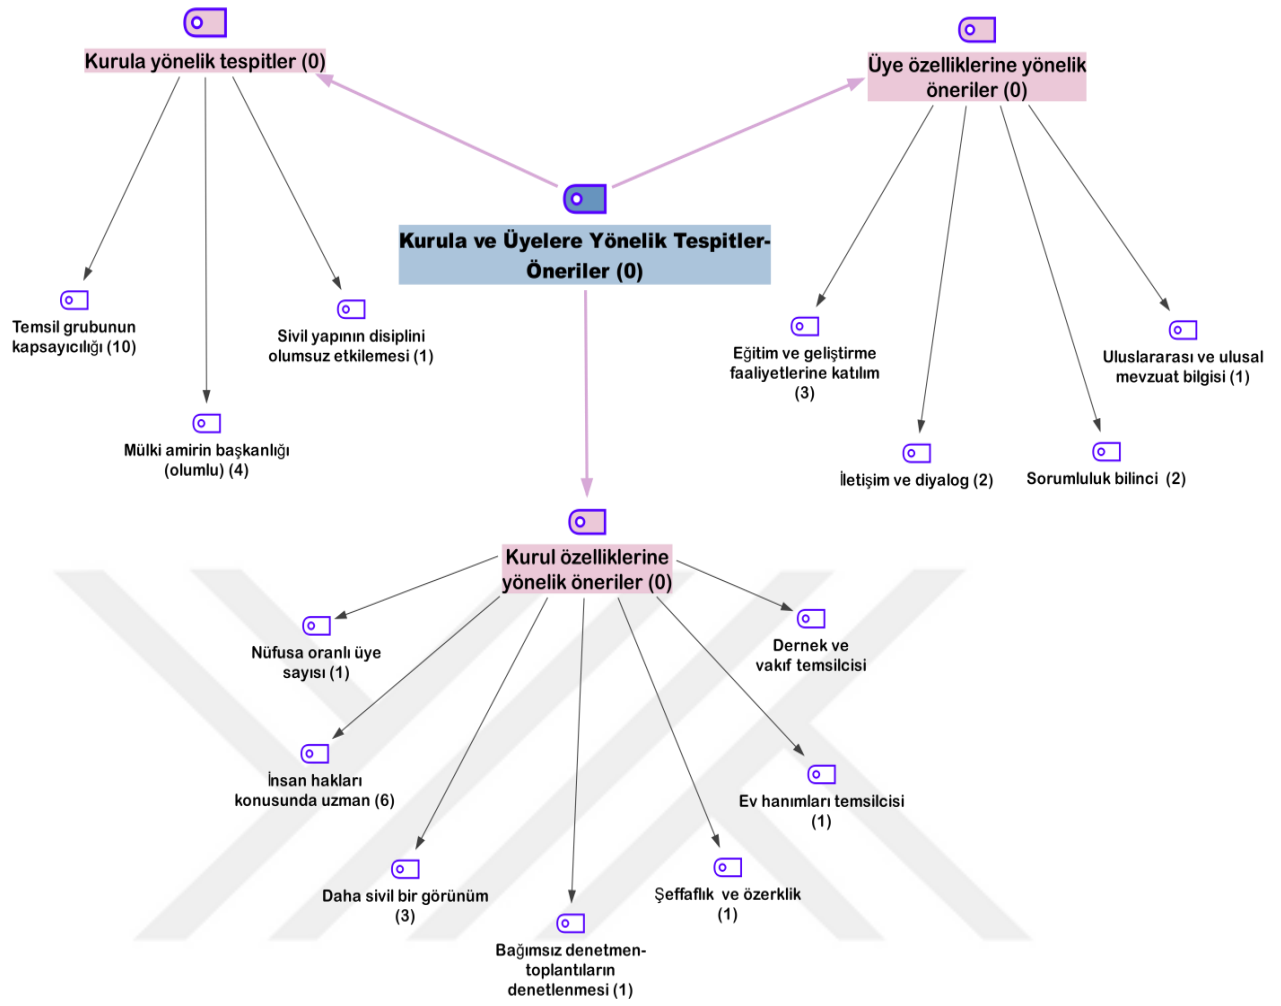 Kurula yönelik tespitler (0)
Üye özelliklerine yönelik
öneriler (0)
Kurula ve Üyelere Yönelik Tespitler-
Öneriler (0)
Temsil grubunun
kapsayıcılığı (10)
Sivil yapının disiplini
olumsuz etkilemesi (1)
Mülki amirin başkanlığı
(olumlu) (4)
Eğitim ve geliştirme
faaliyetlerine katılım
(3)
Uluslararası ve ulusal
mevzuat bilgisi (1)
İletişim ve diyalog (2)
Sorumluluk bilinci  (2)
Kurul özelliklerine
yönelik öneriler (0)
Nüfusa oranlı üye
sayısı (1)
Dernek ve
vakıf temsilcisi
İnsan hakları
konusunda uzman (6)
Ev hanımları temsilcisi
(1)
Daha sivil bir görünüm
(3)
Şeffaflık  ve özerklik
(1)
Bağımsız denetmen-
toplantıların
denetlenmesi (1)